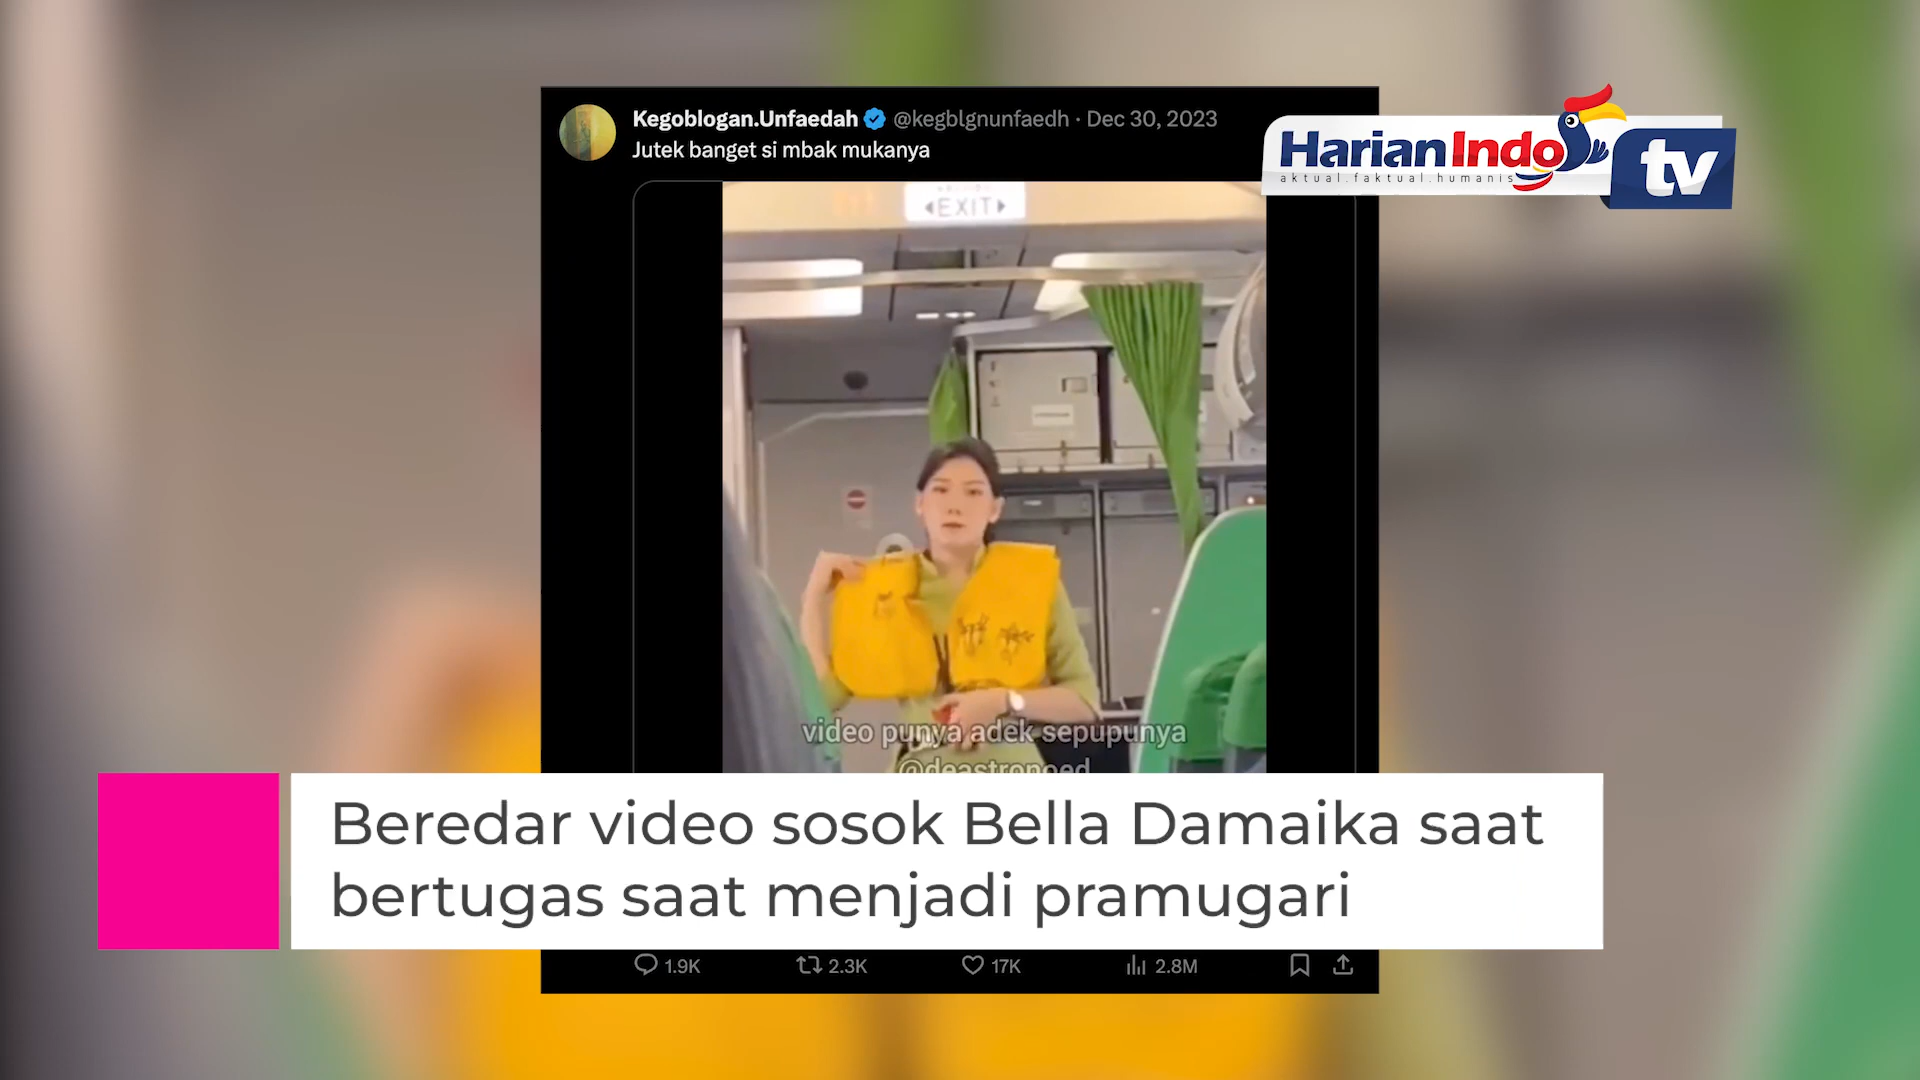 Kegoblogan.Unfaedah @kegblgnunfaedh · Dec 30, 2023
Jutek banget si mbak mukanya
HarianIndo tv
aktual.faktual.humanis
EXIT
video punya adek sepupunya
Beredar video sosok Bella Damaika saat
bertugas saat menjadi pramugari
1.9K 2.3K 17K 2.8M